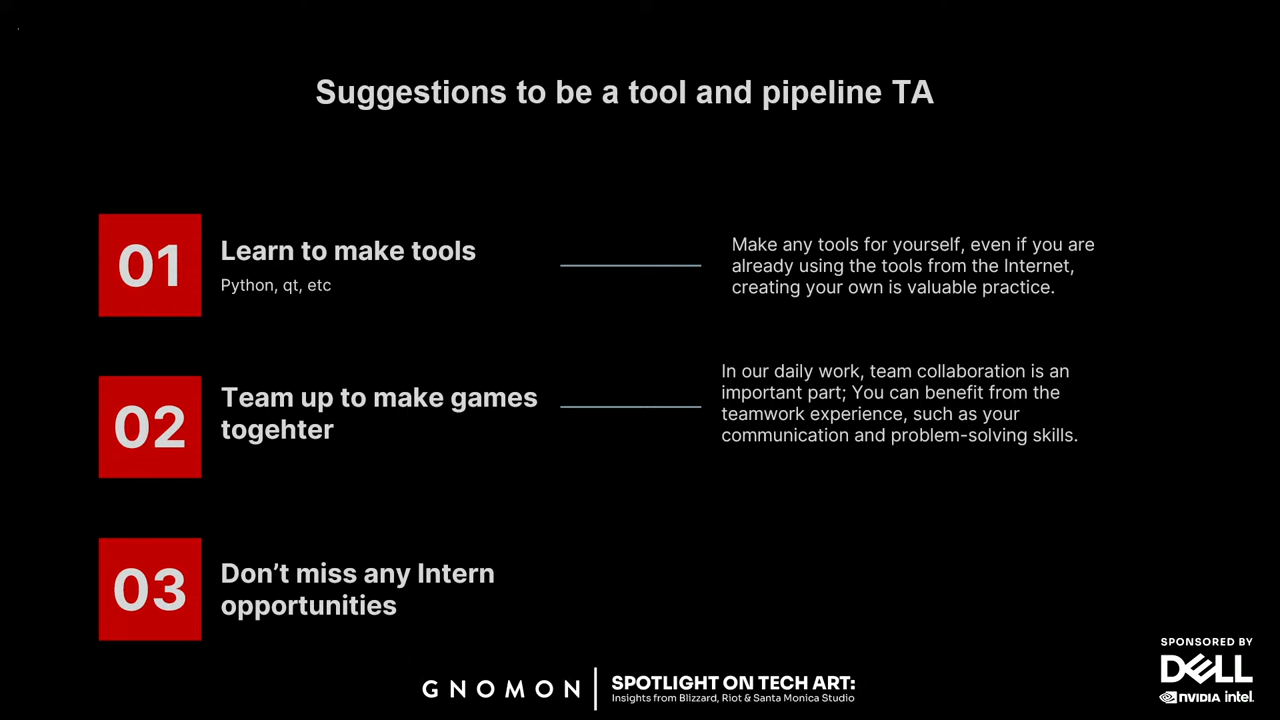 Suggestions to be a tool and pipeline TA
01
Learn to make tools
Python, qt, etc
Make any tools for yourself, even if you are
already using the tools from the Internet,
creating your own is valuable practice.
02
Team up to make games
togehter
In our daily work, team collaboration is an
important part; You can benefit from the
teamwork experience, such as your
communication and problem-solving skills.
03
Don’t miss any Intern
opportunities
GNOMON
SPOTLIGHT ON TECH ART:
Insights from Blizzard, Riot & Santa Monica Studio
SPONSORED BY
DELL
NVIDIA intel.